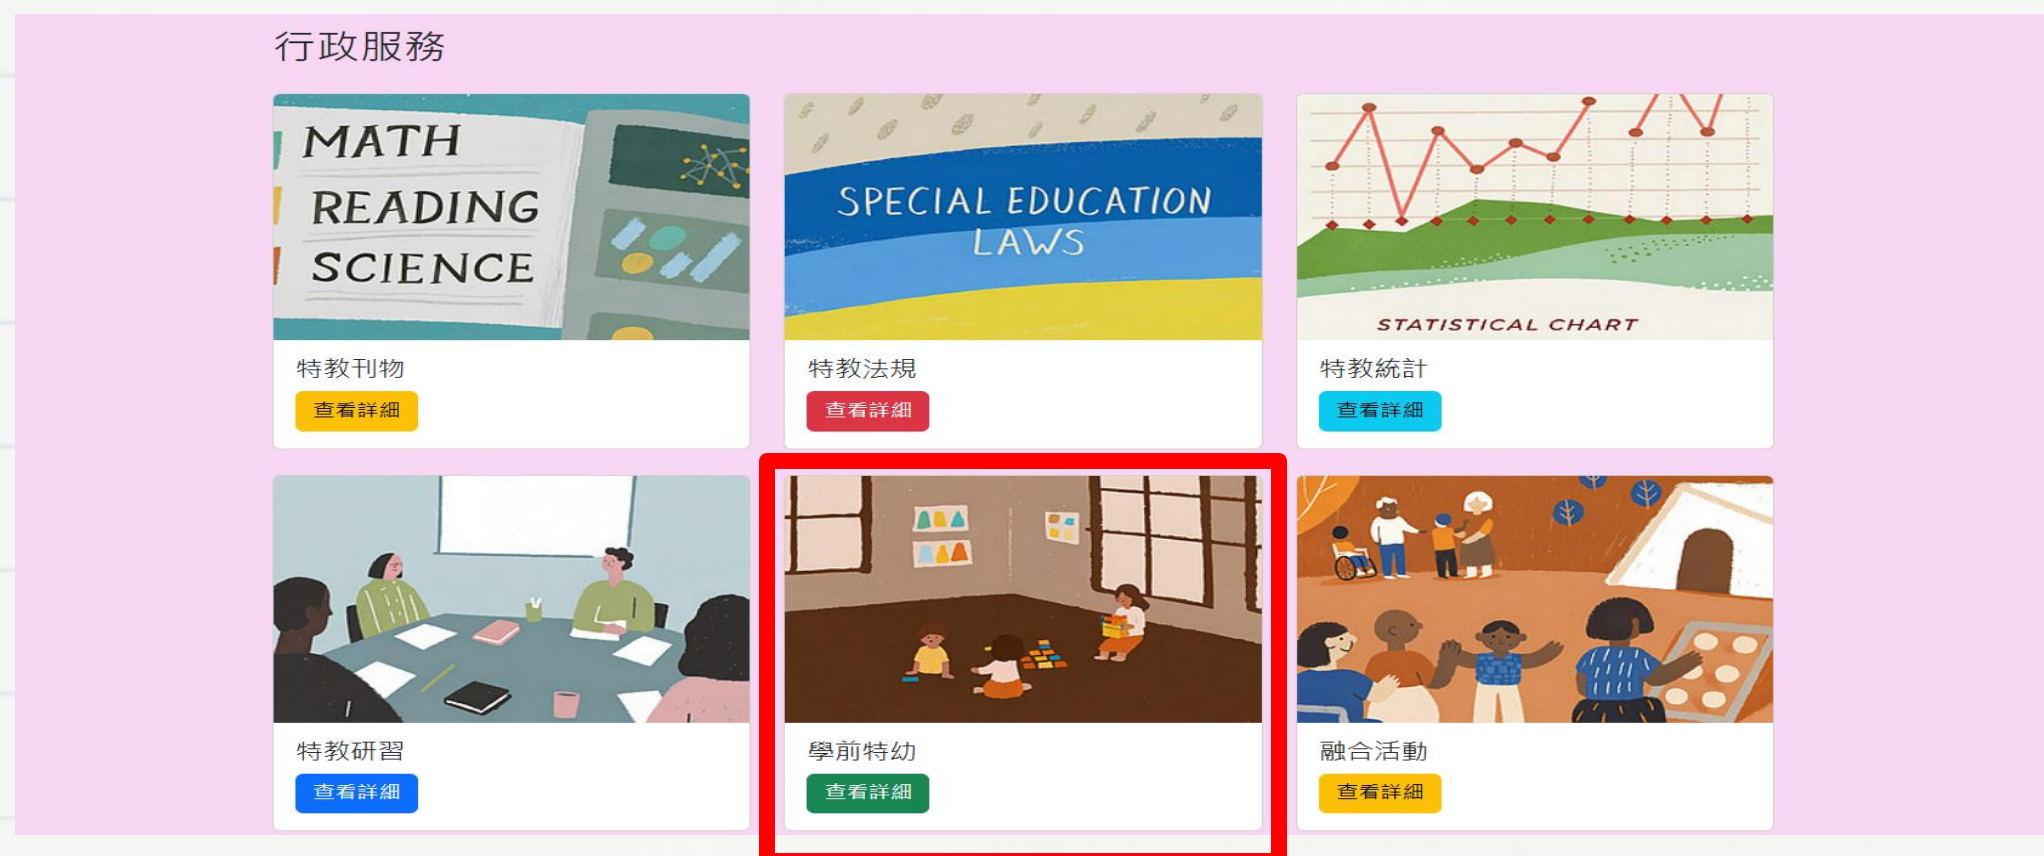 行政服務
MATH
READING
SCIENCE
SPECIAL EDUCATION
LAWS
STATISTICAL CHART
特教刊物
特教法規
特教統計
查看詳細
查看詳細
查看詳細
特教研習
學前特幼
融合活動
查看詳細
查看詳細
查看詳細